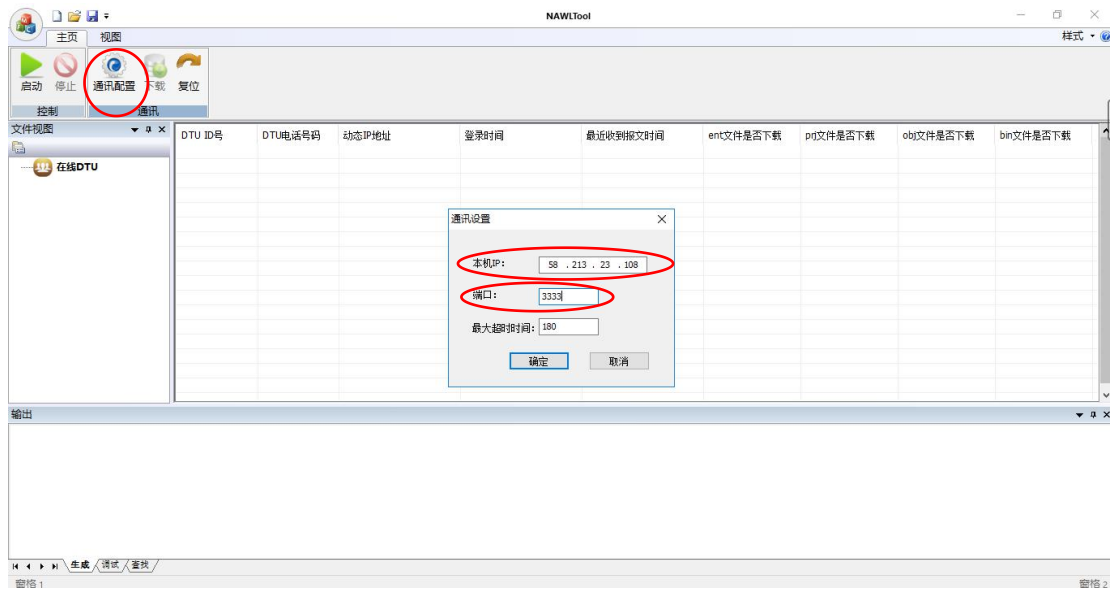 NAWLTool
主页 视图 样式
启动 停止 通讯配置 下载 复位
控制 通讯
文件视图
在线DTU
DTU ID号 DTU电话号码 动态IP地址 登录时间 最近收到报文时间 ent文件是否下载 prj文件是否下载 obj文件是否下载 bin文件是否下载
通讯设置
本机IP: 58 . 213 . 23 . 108
端口: 3333
最大超时时间: 180
确定 取消
输出
生成 调试 查找
窗格 1 窗格 2